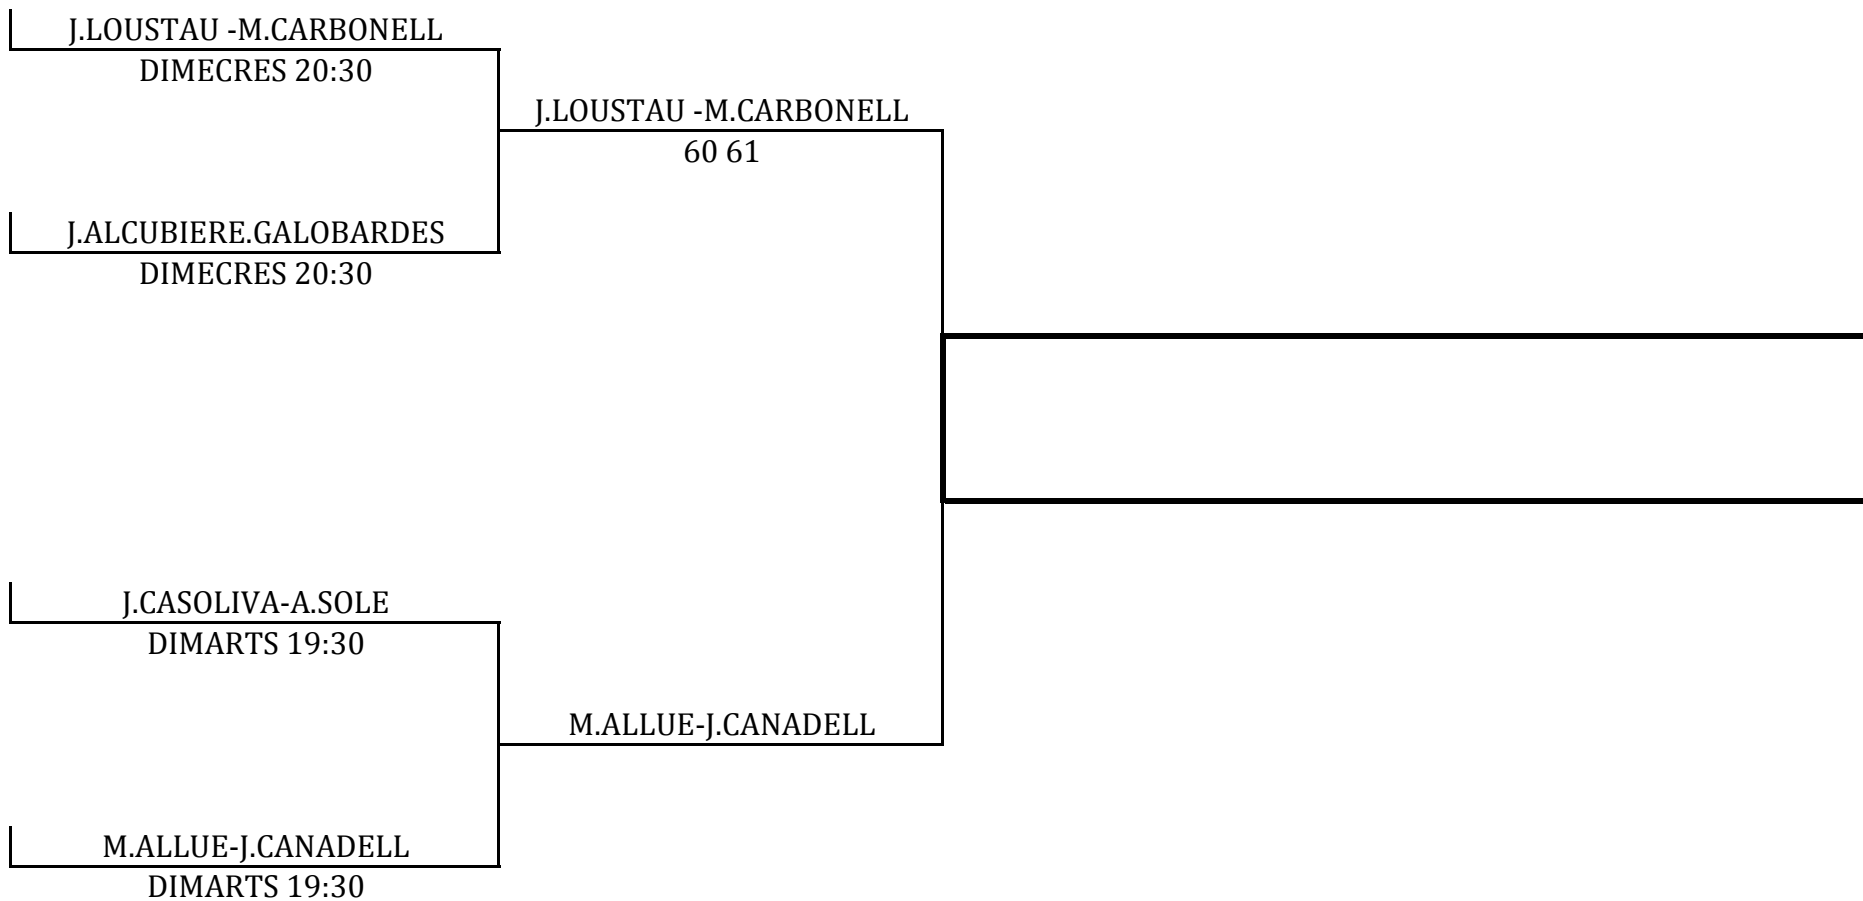 J.LOUSTAU -M.CARBONELL
DIMECRES 20:30
J.LOUSTAU -M.CARBONELL
60 61
J.ALCUBIERE.GALOBARDES
DIMECRES 20:30
J.CASOLIVA-A.SOLE
DIMARTS 19:30
M.ALLUE-J.CANADELL
M.ALLUE-J.CANADELL
DIMARTS 19:30